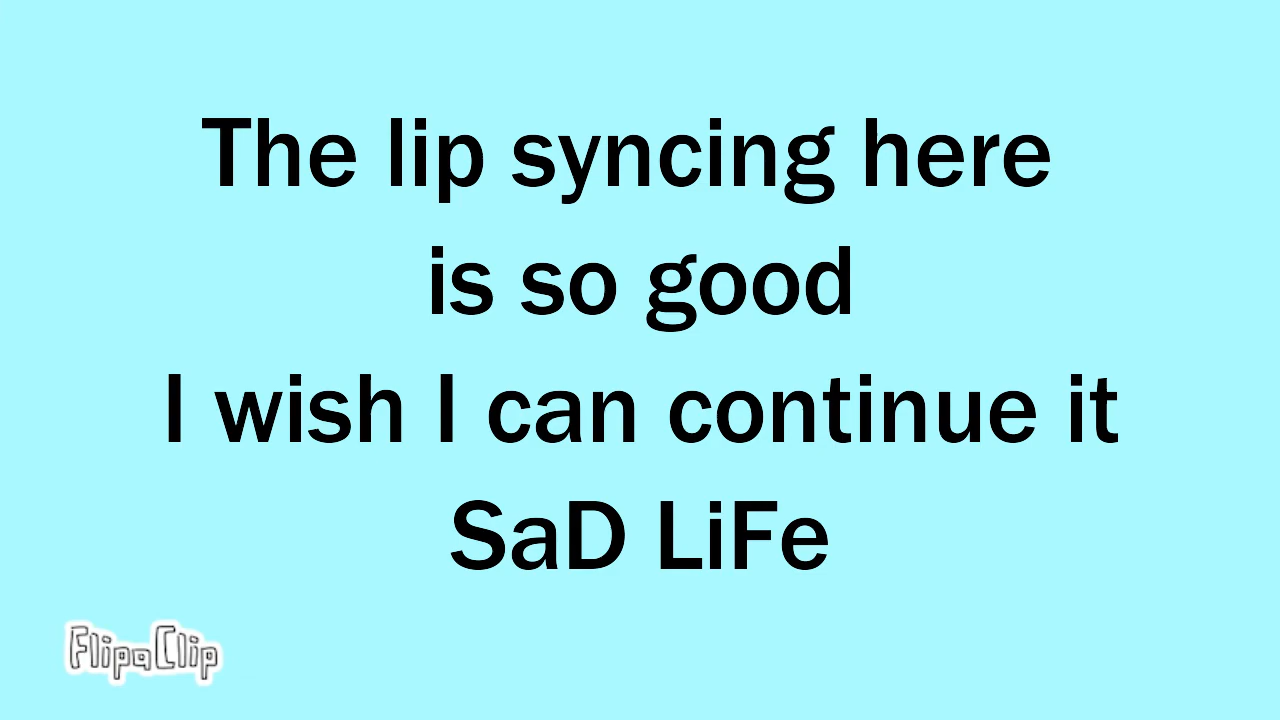 The lip syncing here
is so good
I wish I can continue it
SaD LiFe
FlipaClip